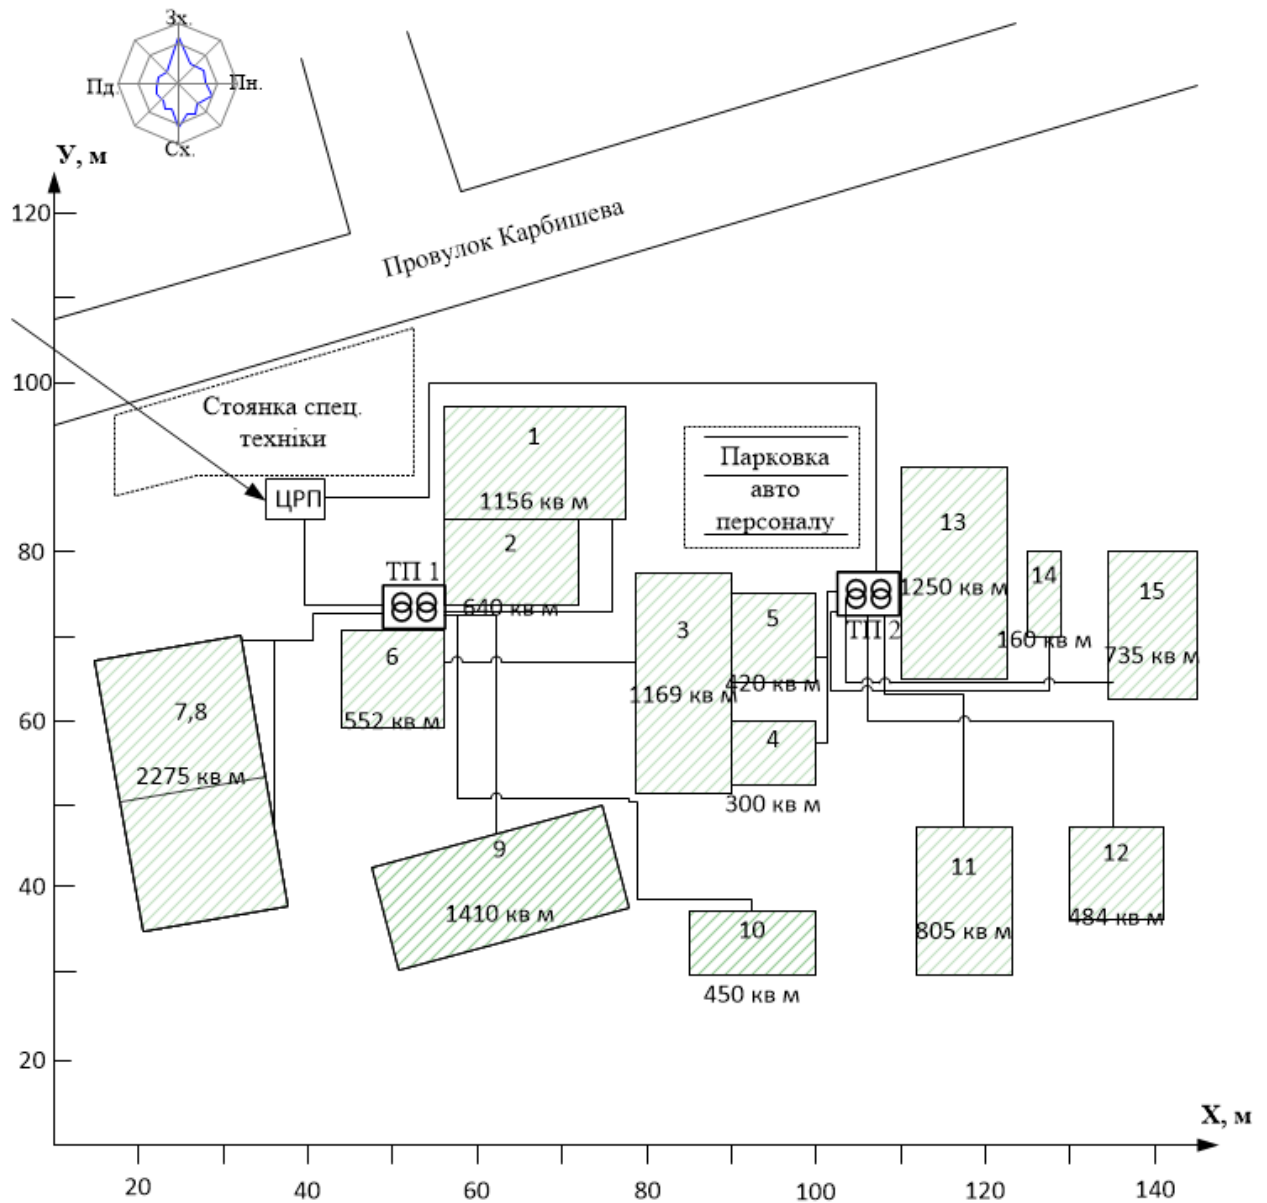 Зх.
Пд.
Пн.
Сх.
У, м
120
Провулок Карбишева
100
Стоянка спец.
техніки
1
1156 кв м
Парковка
авто
персоналу
ЦРП
80
2
640 кв м
ТП 1
13
1250 кв м
14
160 кв м
15
735 кв м
ТП 2
3
1169 кв м
5
420 кв м
6
552 кв м
7,8
2275 кв м
60
4
300 кв м
9
1410 кв м
11
805 кв м
12
484 кв м
40
10
450 кв м
20
Х, м
20
40
60
80
100
120
140